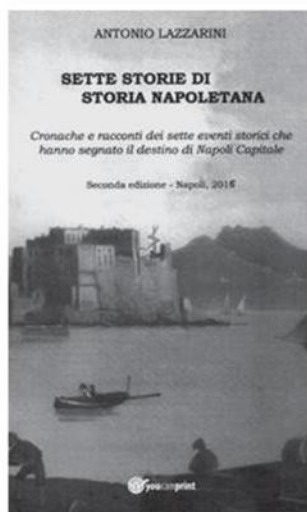 ANTONIO LAZZARINI
SETTE STORIE DI
STORIA NAPOLETANA
Cronache e racconti dei sette eventi storici che
hanno segnato il destino di Napoli Capitale
Seconda edizione - Napoli, 2016
youcanprint